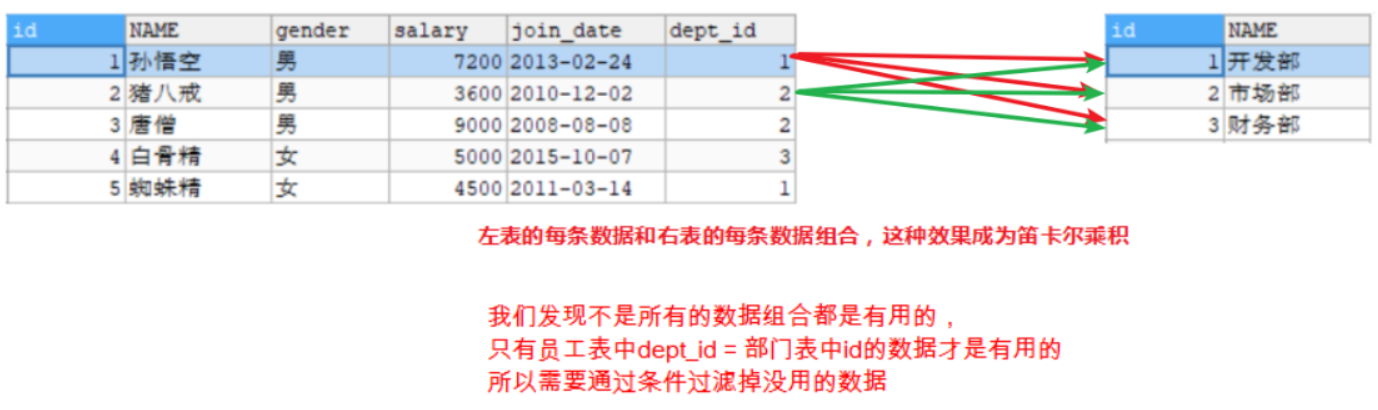 id NAME gender salary join_date dept_id
1 孙悟空 男 7200 2013-02-24 1
2 猪八戒 男 3600 2010-12-02 2
3 唐僧 男 9000 2008-08-08 2
4 白骨精 女 5000 2015-10-07 3
5 蜘蛛精 女 4500 2011-03-14 1
id NAME
1 开发部
2 市场部
3 财务部
左表的每条数据和右表的每条数据组合，这种效果成为笛卡尔乘积
我们发现不是所有的数据组合都是有用的，
只有员工表中dept_id = 部门表中id的数据才是有用的
所以需要通过条件过滤掉没用的数据